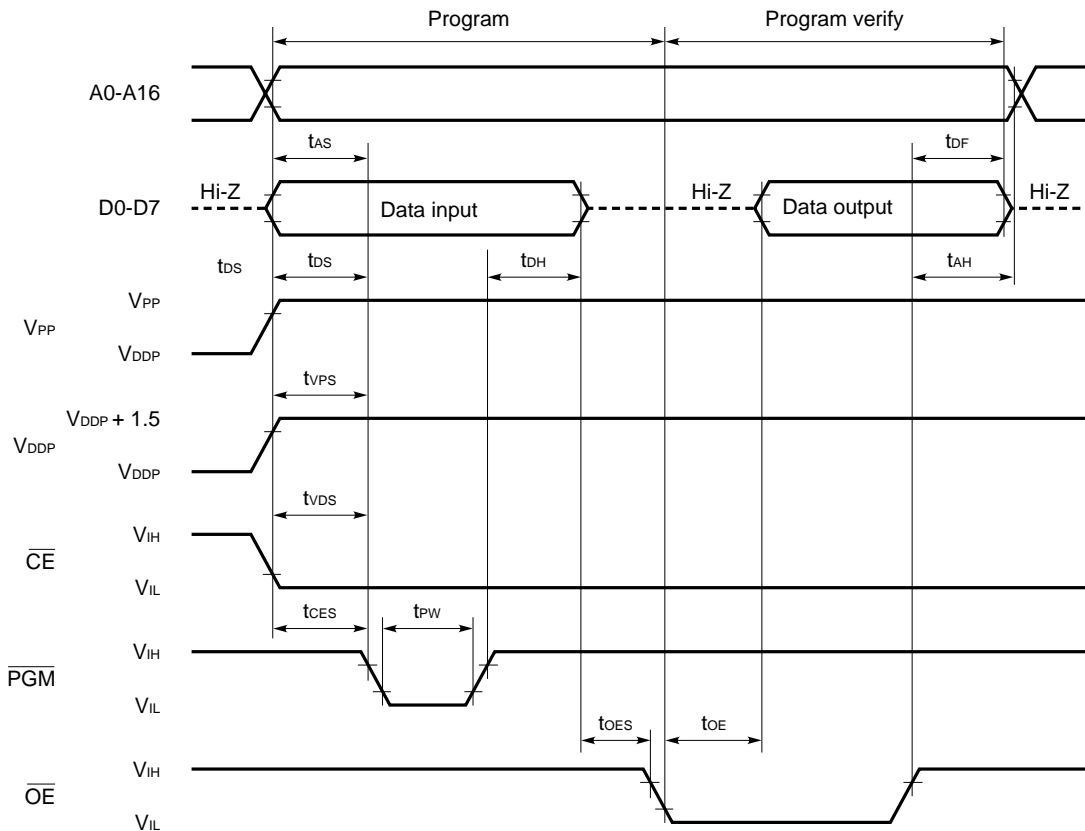 Program Program verify
A0-A16
tAS tDF
D0-D7 Hi-Z Data input Hi-Z Data output Hi-Z
tDS tDS tDH tAH
VPP
VPP
VDDP
tVPS
VDDP + 1.5
VDDP
VDDP
tVDS
VIH
CE
VIL
tCES tPW
VIH
PGM
VIL
tOES tOE
VIH
OE
VIL